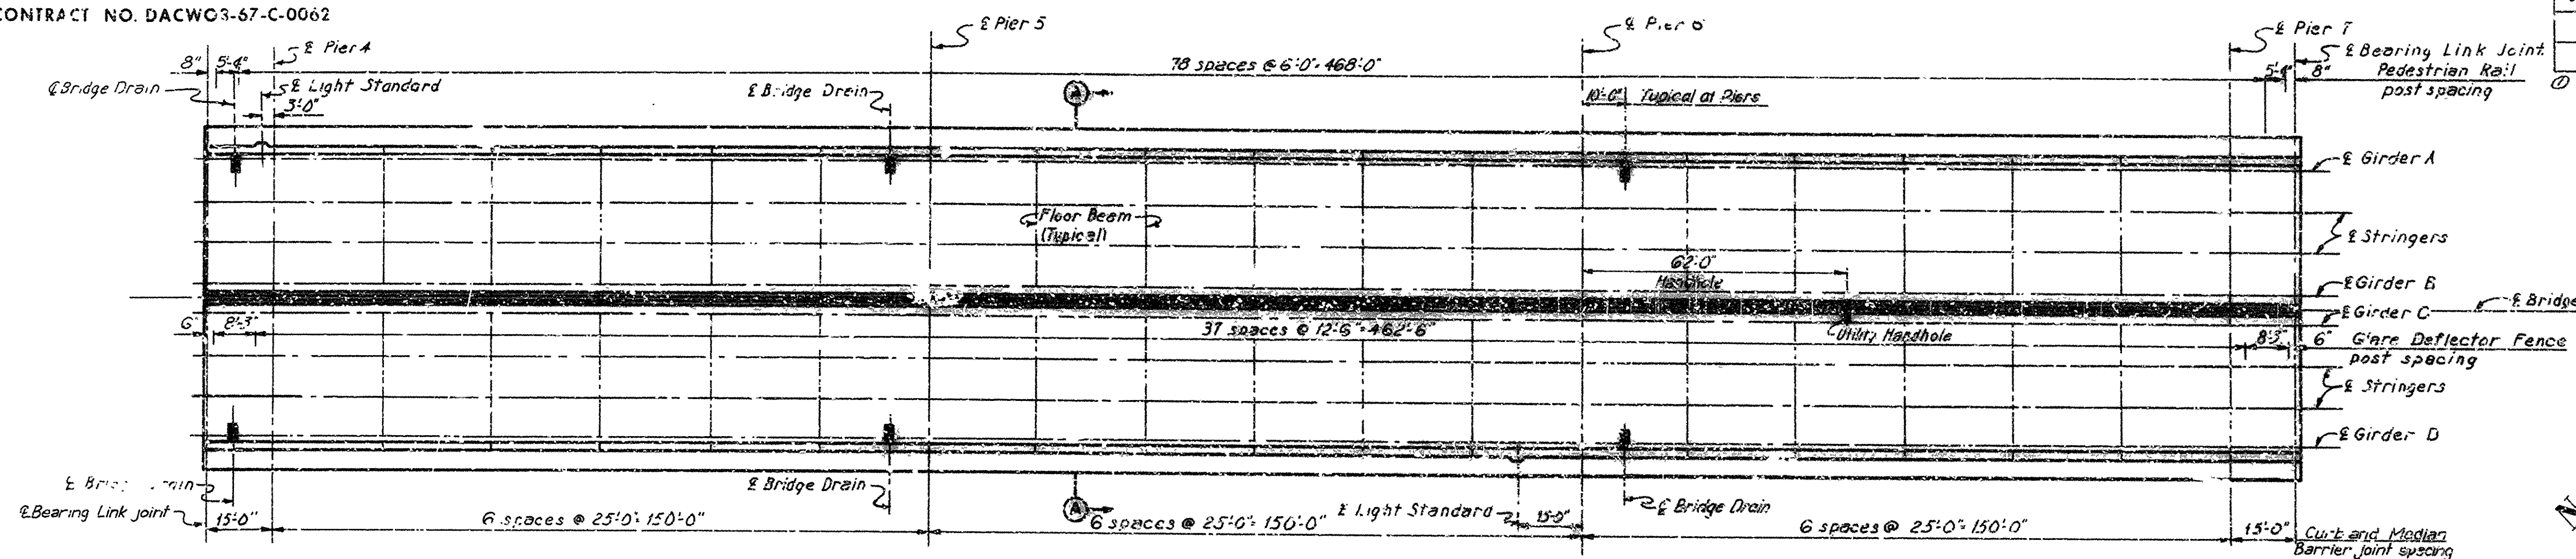 CONTRACT NO. DACW03-67-C-0062
℄ Pier 4
℄ Pier 5
℄ Pier 6
℄ Pier 7
8" 5'-4"
78 spaces @ 6'-0" = 468'-0"
5'-4" 8"
℄ Bearing Link Joint
Pedestrian Rail
post spacing
℄ Bridge Drain
℄ Light Standard
3'-0"
℄ Bridge Drain
A
10'-0" Typical at Piers
℄ Girder A
Floor Beam
(Typical)
℄ Stringers
62'-0"
Handhole
℄ Girder B
℄ Bridge
6" 8'-3"
37 spaces @ 12'-6" = 462'-6"
Utility Handhole
℄ Girder C
8'-3" 6" Glare Deflector Fence
post spacing
℄ Stringers
℄ Girder D
℄ Bridge Drain
℄ Bearing Link Joint
℄ Bridge Drain
A
℄ Light Standard
15'-0"
℄ Bridge Drain
15'-0"
6 spaces @ 25'-0" = 150'-0"
6 spaces @ 25'-0" = 150'-0"
6 spaces @ 25'-0" = 150'-0"
15'-0"
Curb and Median
Barrier joint spacing
N